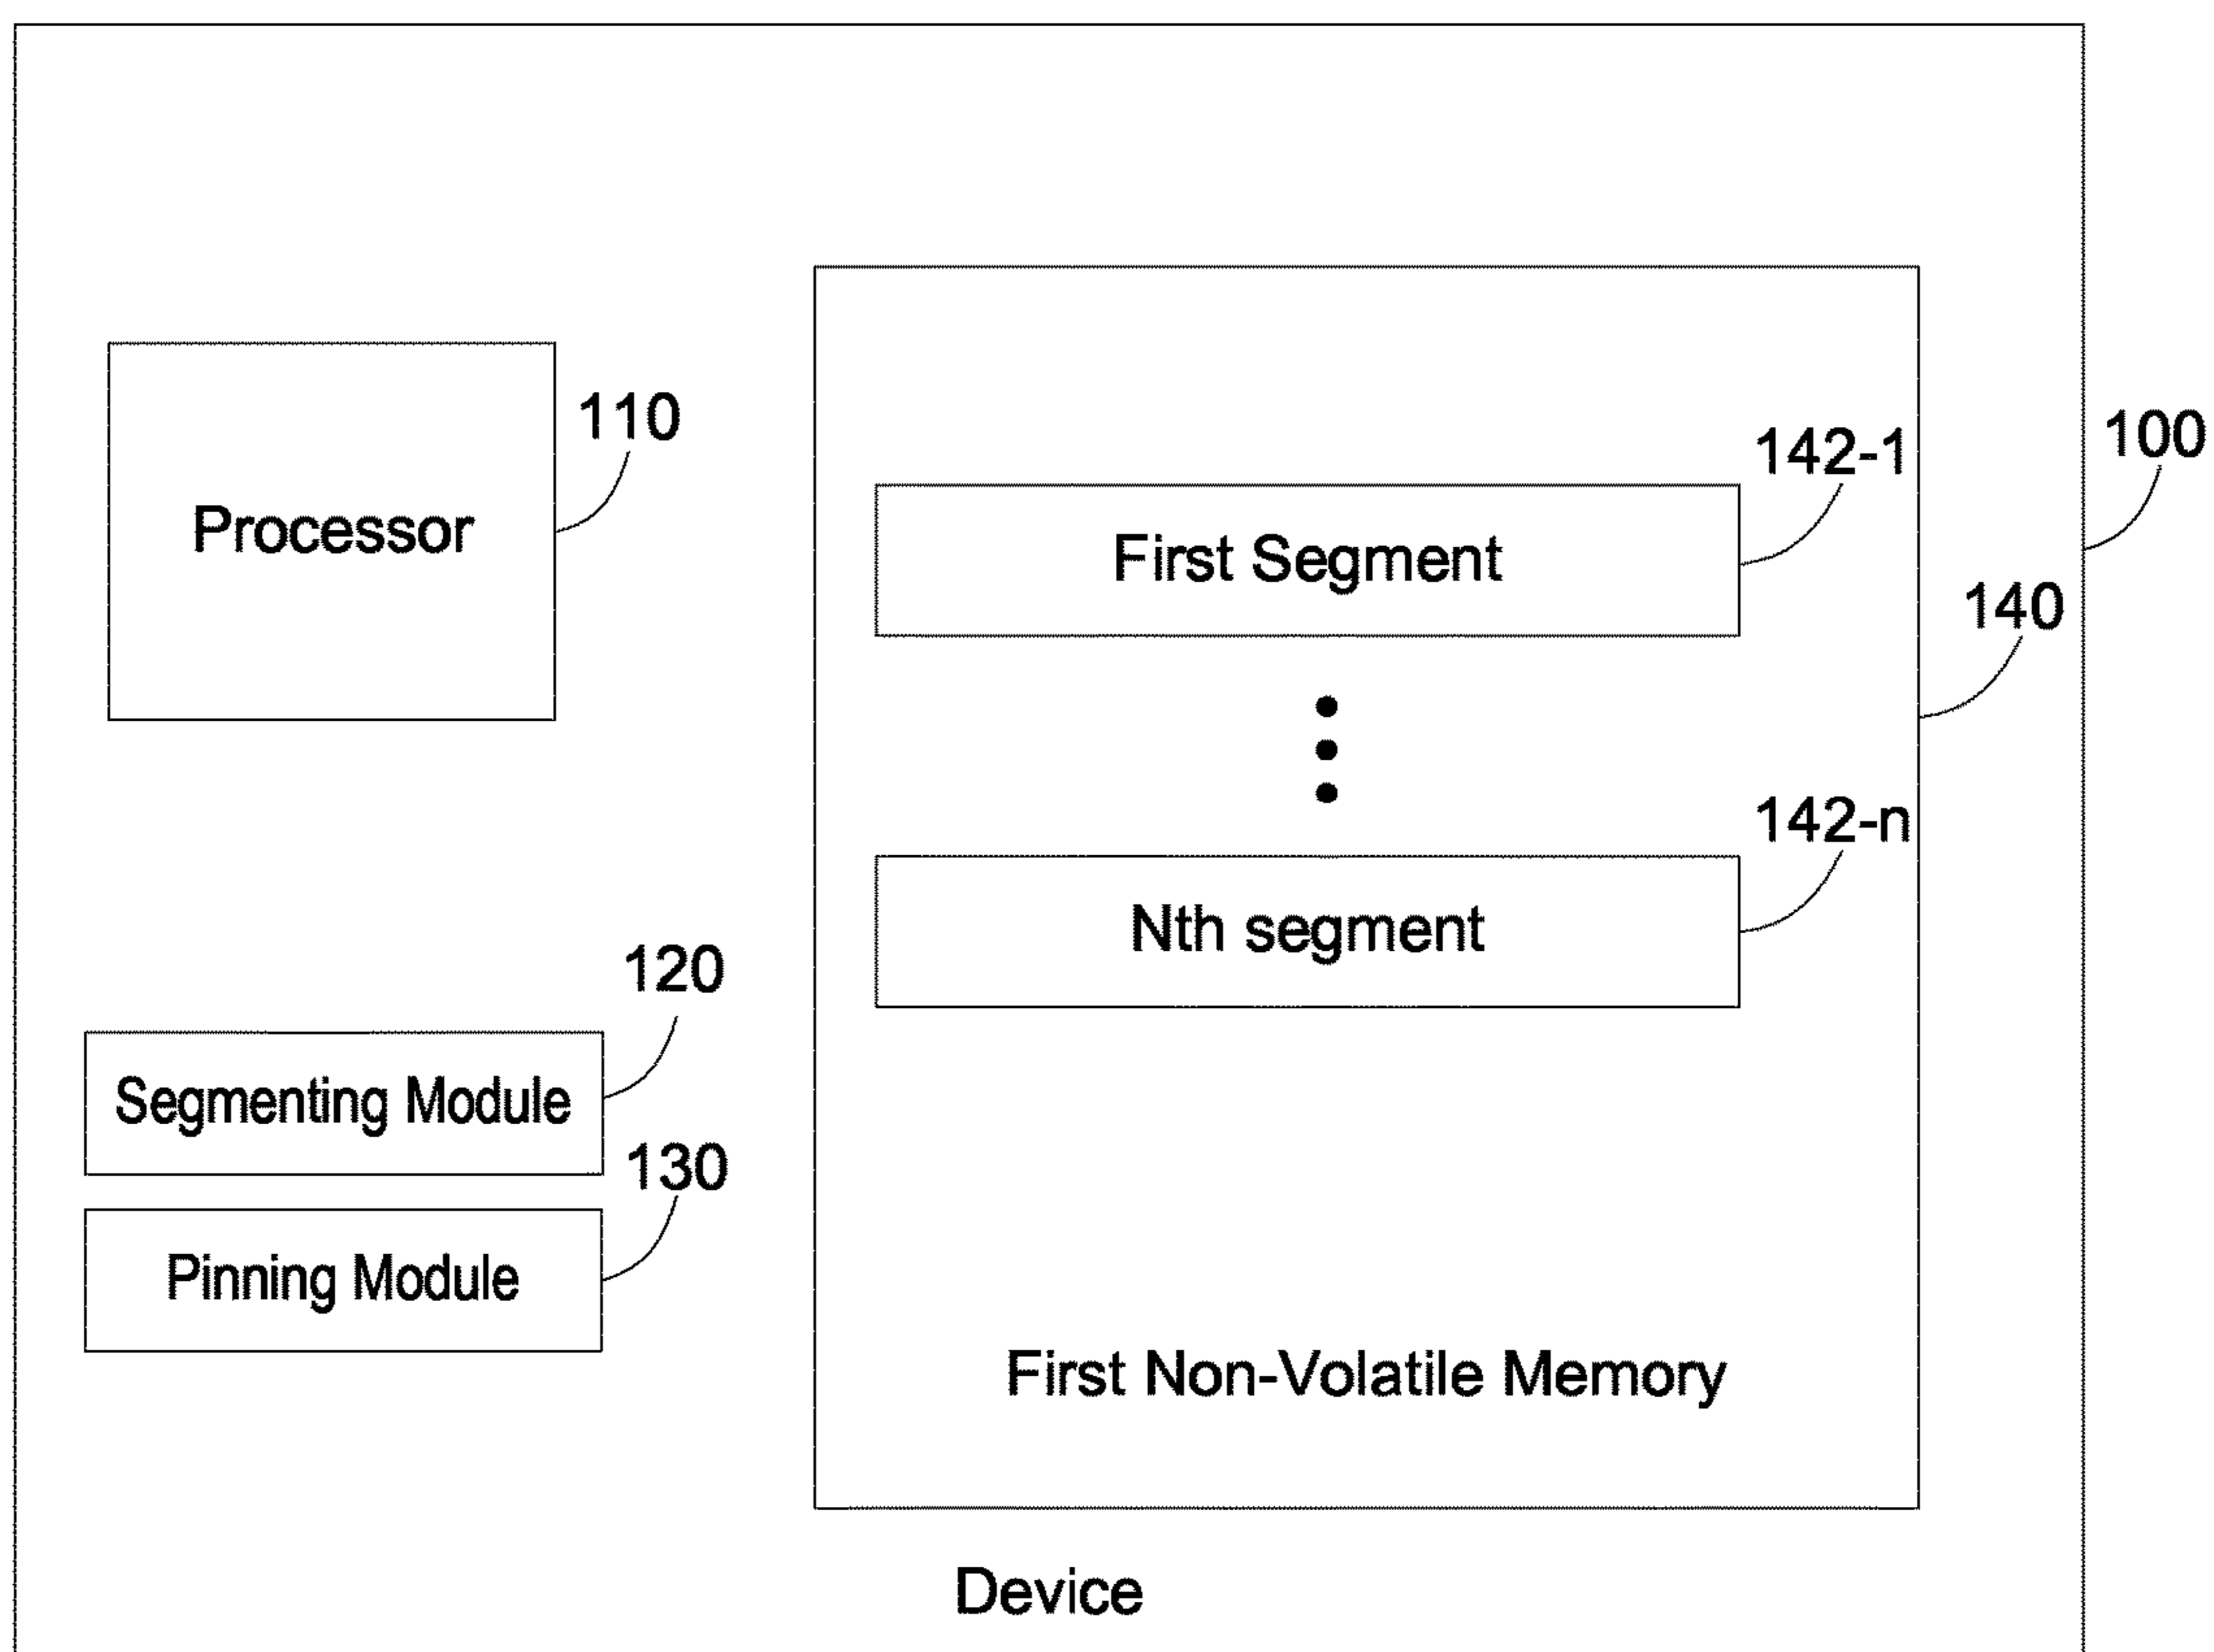 110
Processor
142-1
100
First Segment
140
142-n
Nth segment
120
Segmenting Module
130
Pinning Module
First Non-Volatile Memory
Device